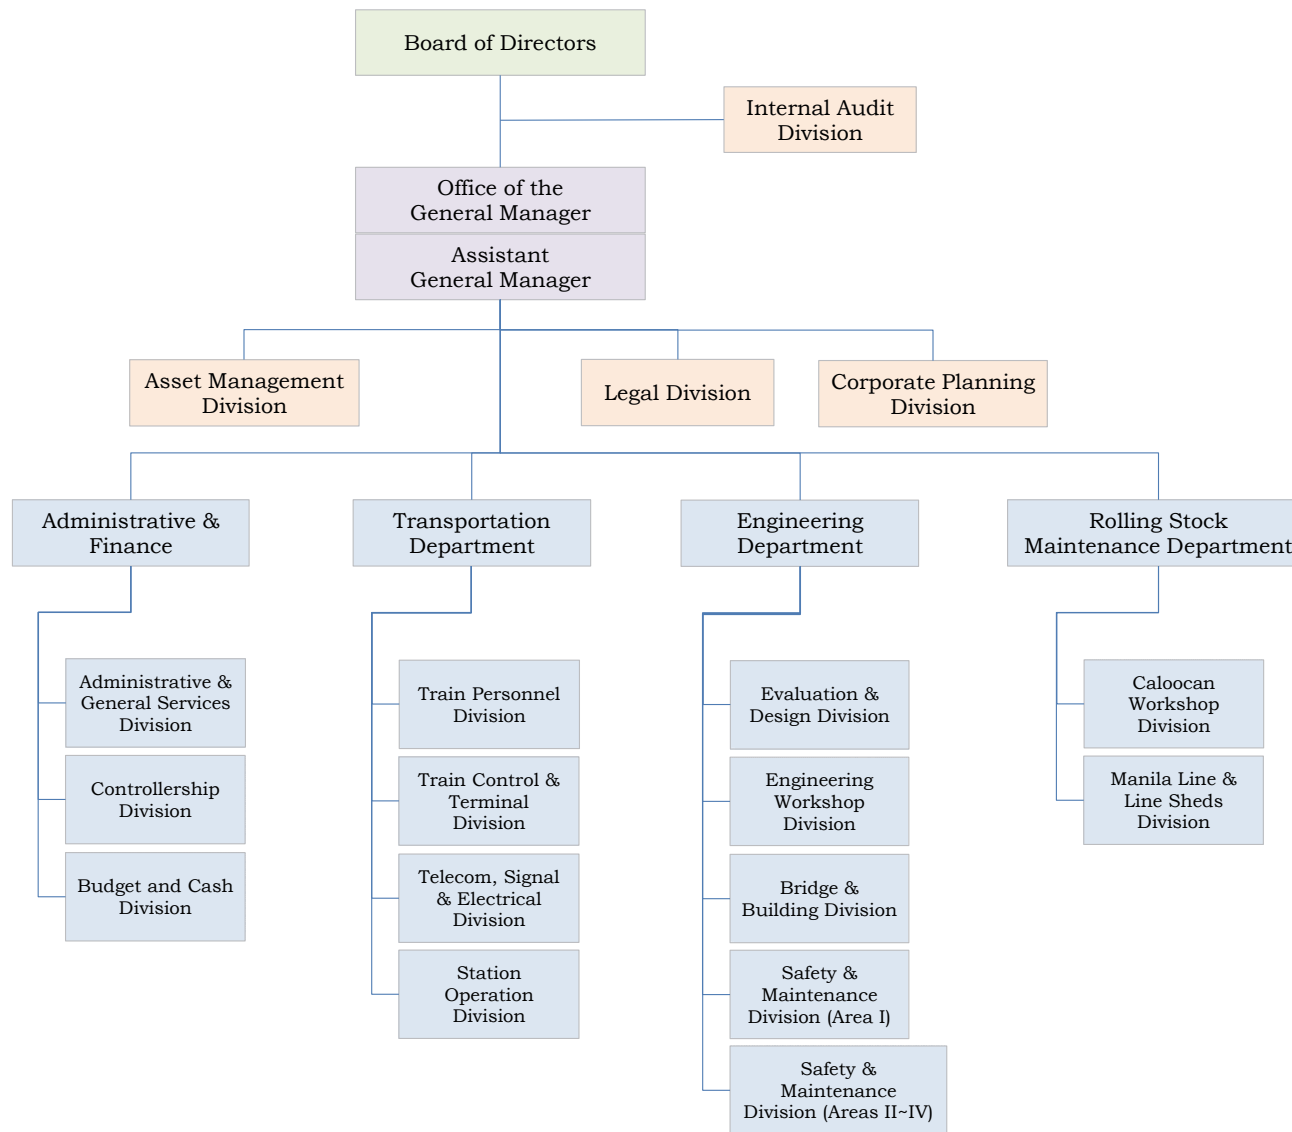 Board of Directors
Internal Audit
Division
Office of the
General Manager
Assistant
General Manager
Asset Management
Division
Legal Division
Corporate Planning
Division
Administrative &
Finance
Transportation
Department
Engineering
Department
Rolling Stock
Maintenance Department
Administrative &
General Services
Division
Controllership
Division
Budget and Cash
Division
Train Personnel
Division
Train Control &
Terminal
Division
Telecom, Signal
& Electrical
Division
Station
Operation
Division
Evaluation &
Design Division
Engineering
Workshop
Division
Bridge &
Building Division
Safety &
Maintenance
Division (Area I)
Safety &
Maintenance
Division (Areas II~IV)
Caloocan
Workshop
Division
Manila Line &
Line Sheds
Division